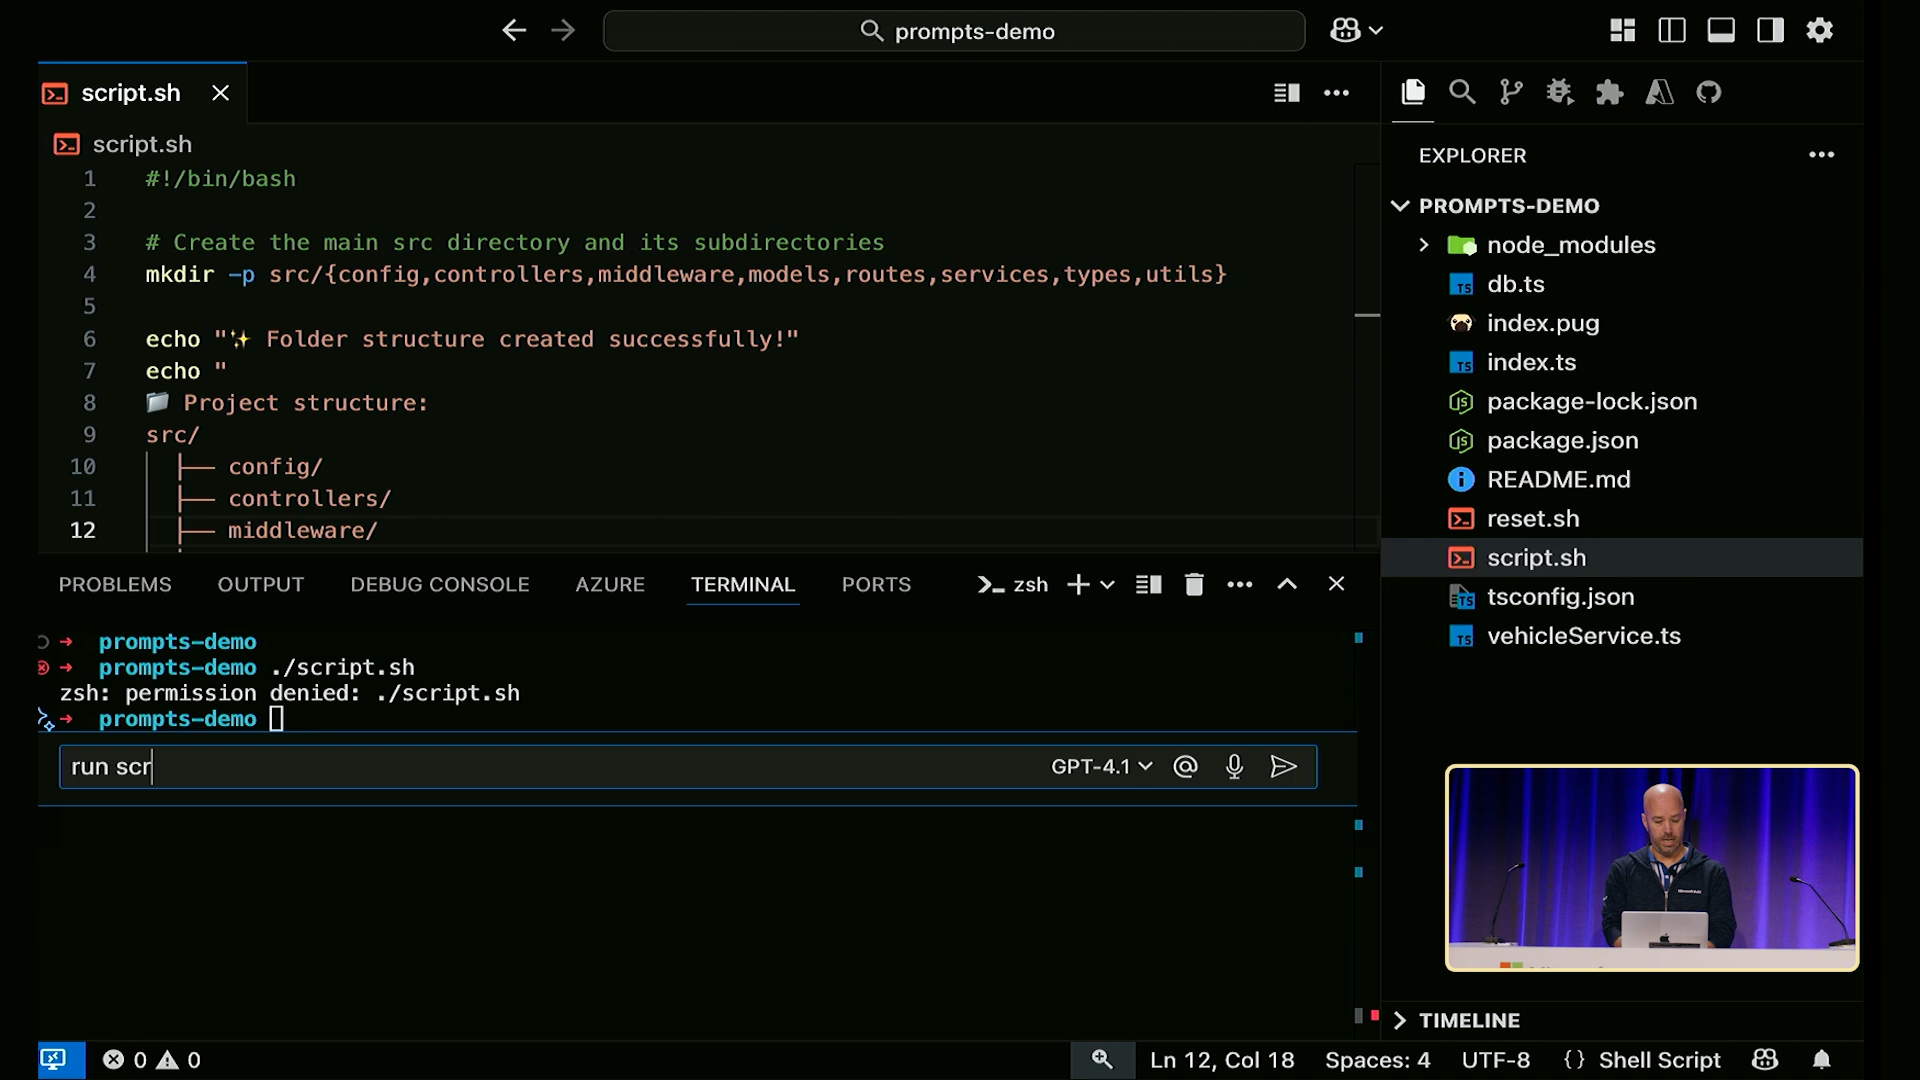 prompts-demo
script.sh
script.sh
1 #!/bin/bash
2
3 # Create the main src directory and its subdirectories
4 mkdir -p src/{config,controllers,middleware,models,routes,services,types,utils}
5
6 echo "✨ Folder structure created successfully!"
7 echo "
8 📁 Project structure:
9 src/
10 ├── config/
11 ├── controllers/
12 ├── middleware/
PROBLEMS OUTPUT DEBUG CONSOLE AZURE TERMINAL PORTS zsh
→ prompts-demo
→ prompts-demo ./script.sh
zsh: permission denied: ./script.sh
→ prompts-demo
run scr GPT-4.1
EXPLORER
PROMPTS-DEMO
node_modules
db.ts
index.pug
index.ts
package-lock.json
package.json
README.md
reset.sh
script.sh
tsconfig.json
vehicleService.ts
TIMELINE
0 0 Ln 12, Col 18 Spaces: 4 UTF-8 {} Shell Script